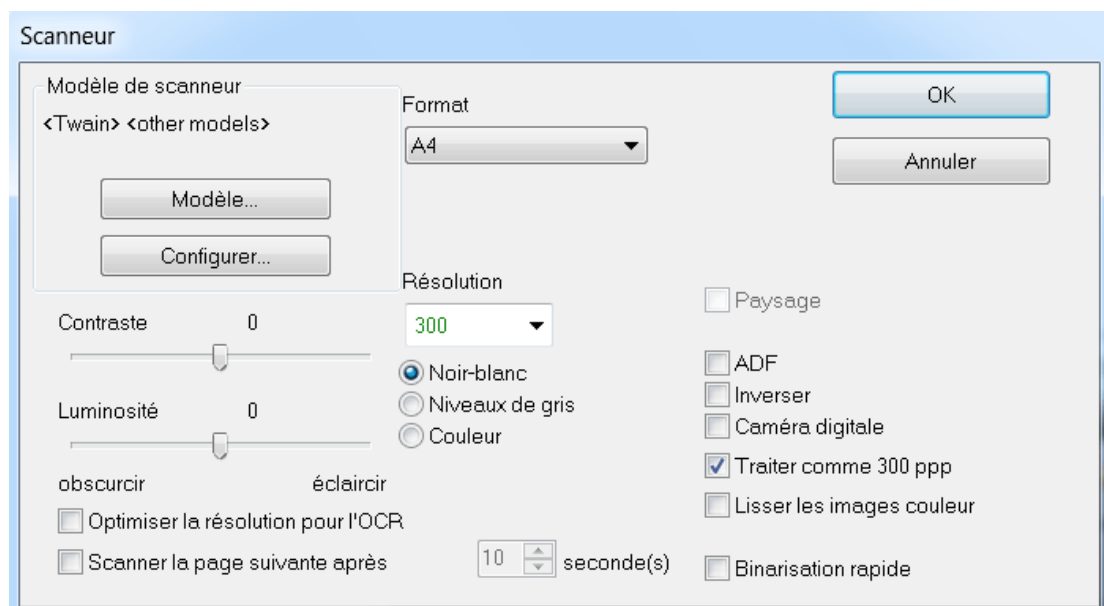 Scanneur
Modèle de scanneur
<Twain> <other models>
Modèle...
Configurer...
Format
A4
OK
Annuler
Contraste 0
Luminosité 0
obscurcir éclaircir
Résolution
300
Noir-blanc
Niveaux de gris
Couleur
Paysage
ADF
Inverser
Caméra digitale
Traiter comme 300 ppp
Lisser les images couleur
Optimiser la résolution pour l'OCR
Scanner la page suivante après 10 seconde(s)
Binarisation rapide